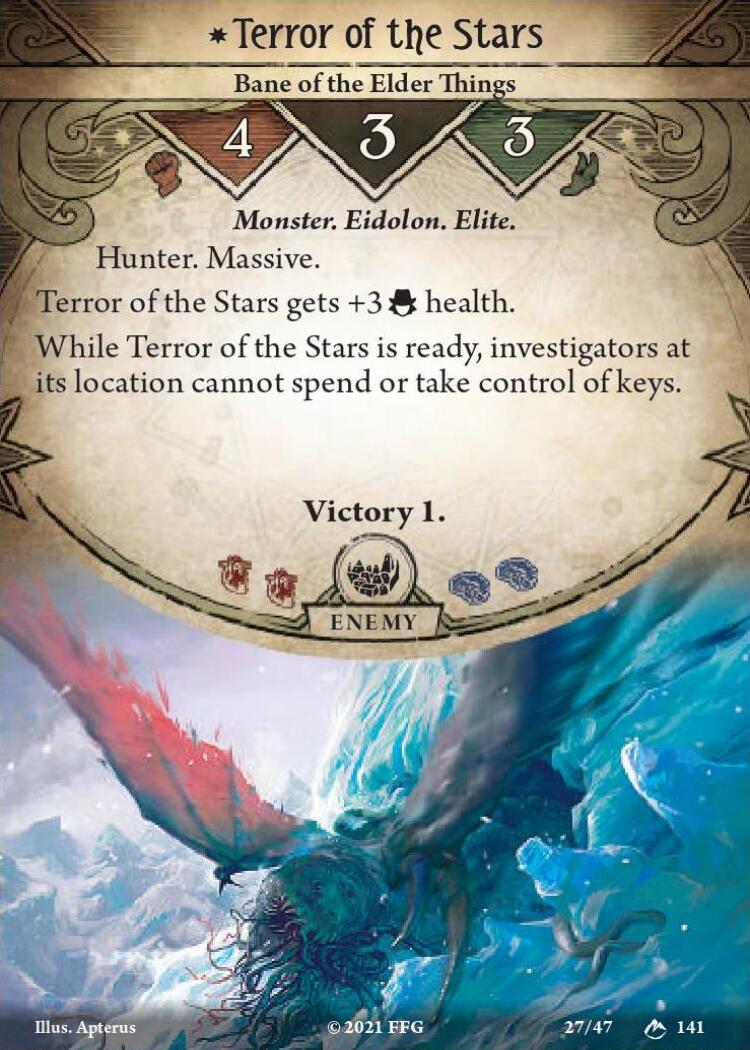 Terror of the Stars
Bane of the Elder Things
4 3 3
Monster. Eidolon. Elite.
Hunter. Massive.
Terror of the Stars gets +3 health.
While Terror of the Stars is ready, investigators at
its location cannot spend or take control of keys.
Victory 1.
ENEMY
Illus. Apterus © 2021 FFG 27/47 141